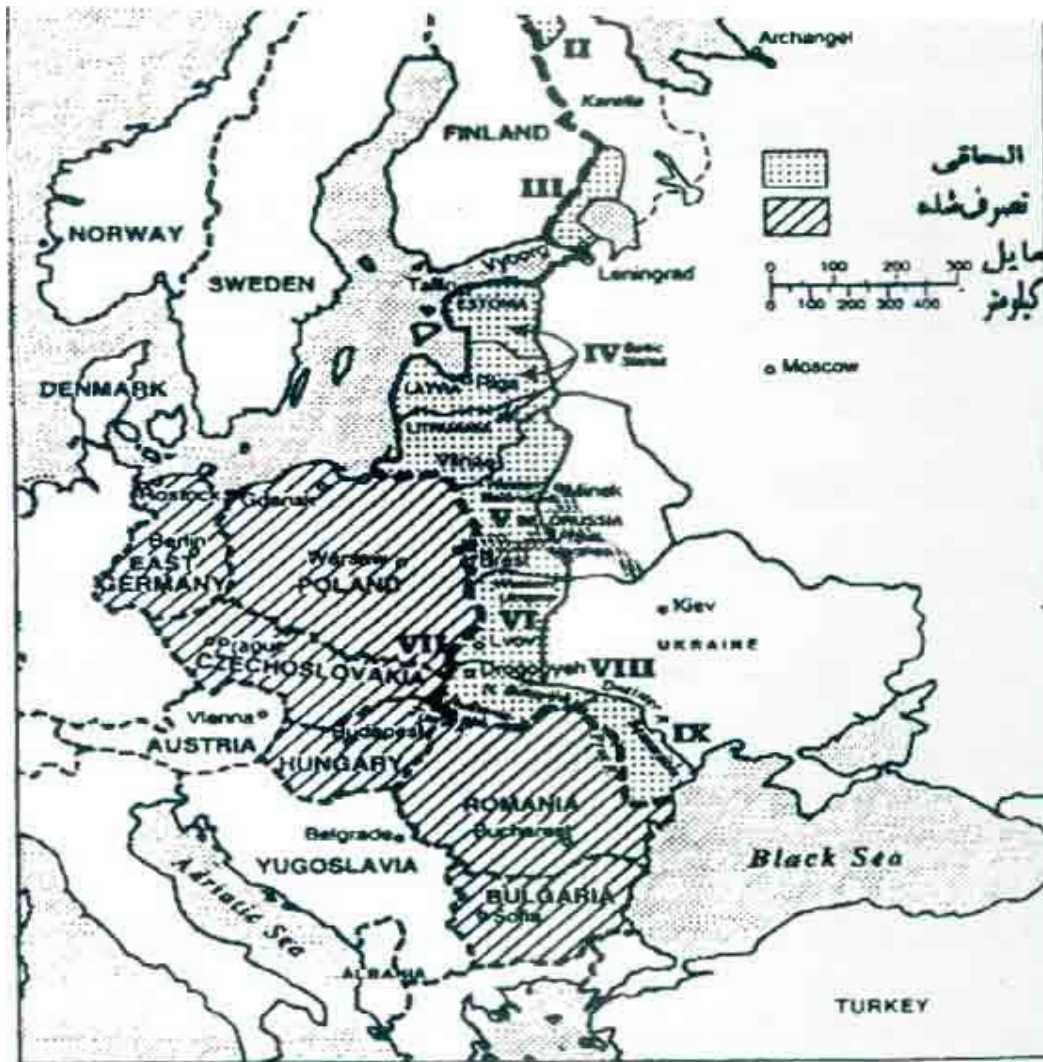 Archangel
II
Karelia
FINLAND
III
الحاقی
تصرف شده
NORWAY
SWEDEN
Vyborg
Leningrad
مایل
0 100 200 300
کیلومتر
0 100 200 300 400
ESTONIA
IV Baltic
States
Moscow
DENMARK
LATVIA
Riga
LITHUANIA
Minsk
Rostock
Gdansk
V
BELORUSSIA
Berlin
EAST
GERMANY
Warsaw
POLAND
Brest
Kiev
VI
UKRAINE
Lvov
Prague
CZECHOSLOVAKIA
VII
VIII
Vienna
IX
AUSTRIA
Budapest
HUNGARY
ROMANIA
Bucharest
Belgrade
YUGOSLAVIA
Black Sea
Adriatic Sea
BULGARIA
Sofia
ALBANIA
TURKEY